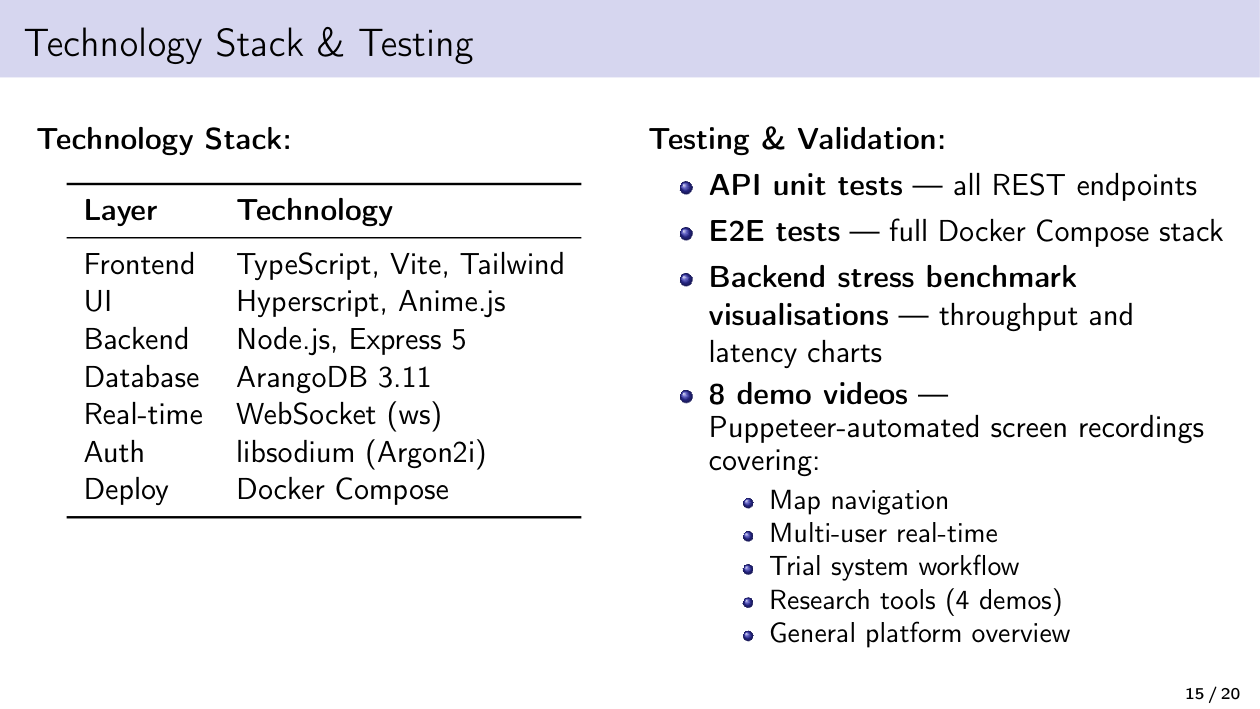 Technology Stack & Testing
Technology Stack:
Layer Technology
Frontend TypeScript, Vite, Tailwind
UI Hyperscript, Anime.js
Backend Node.js, Express 5
Database ArangoDB 3.11
Real-time WebSocket (ws)
Auth libsodium (Argon2i)
Deploy Docker Compose
Testing & Validation:
API unit tests — all REST endpoints
E2E tests — full Docker Compose stack
Backend stress benchmark
visualisations — throughput and
latency charts
8 demo videos —
Puppeteer-automated screen recordings
covering:
Map navigation
Multi-user real-time
Trial system workflow
Research tools (4 demos)
General platform overview
15 / 20